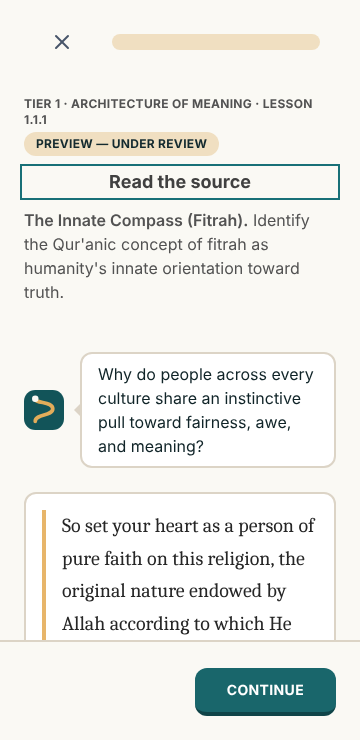 TIER 1 · ARCHITECTURE OF MEANING · LESSON
1.1.1
PREVIEW — UNDER REVIEW
Read the source
The Innate Compass (Fitrah). Identify
the Qur'anic concept of fitrah as
humanity's innate orientation toward
truth.
Why do people across every
culture share an instinctive
pull toward fairness, awe,
and meaning?
So set your heart as a person of
pure faith on this religion, the
original nature endowed by
Allah according to which He
CONTINUE